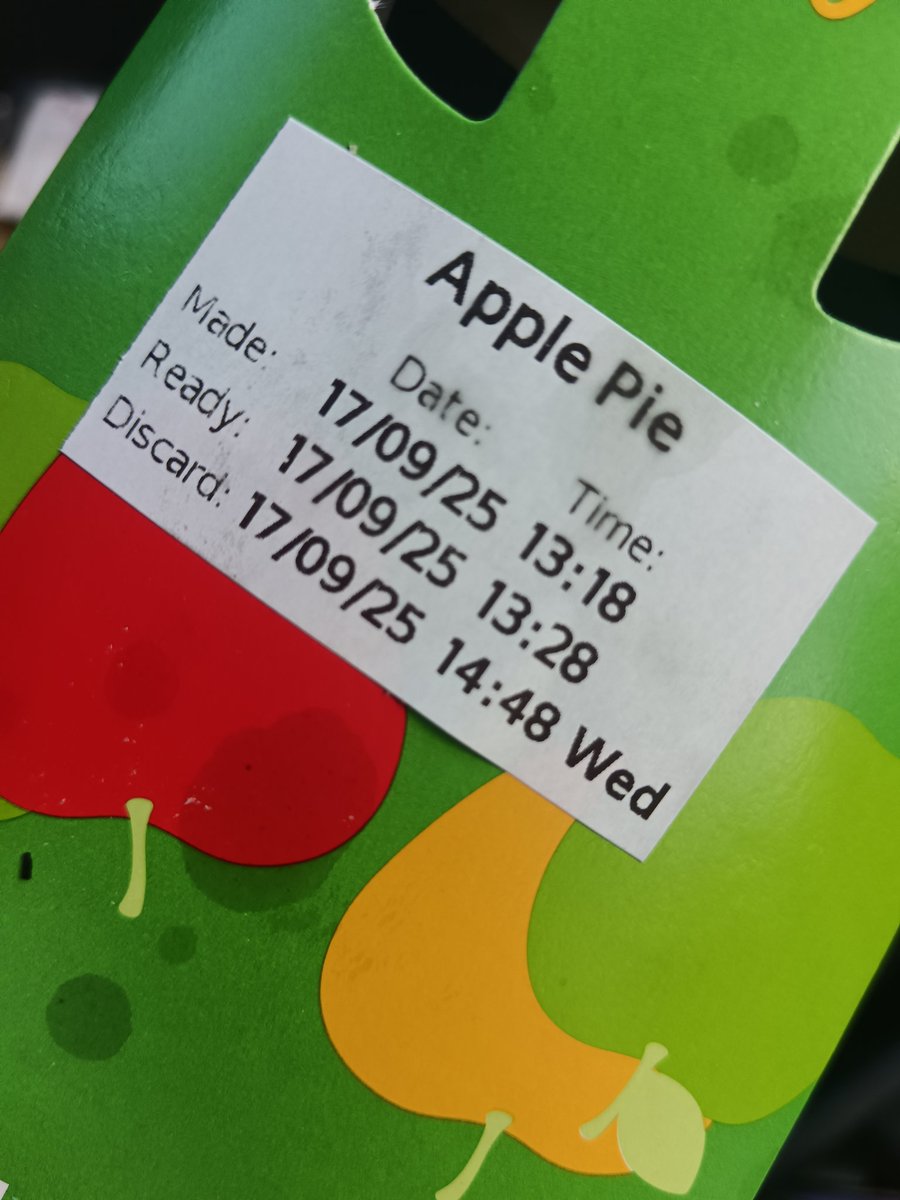 Apple Pie
Date: Time:
Made: 17/09/25 13:18
Ready: 17/09/25 13:28
Discard: 17/09/25 14:48 Wed